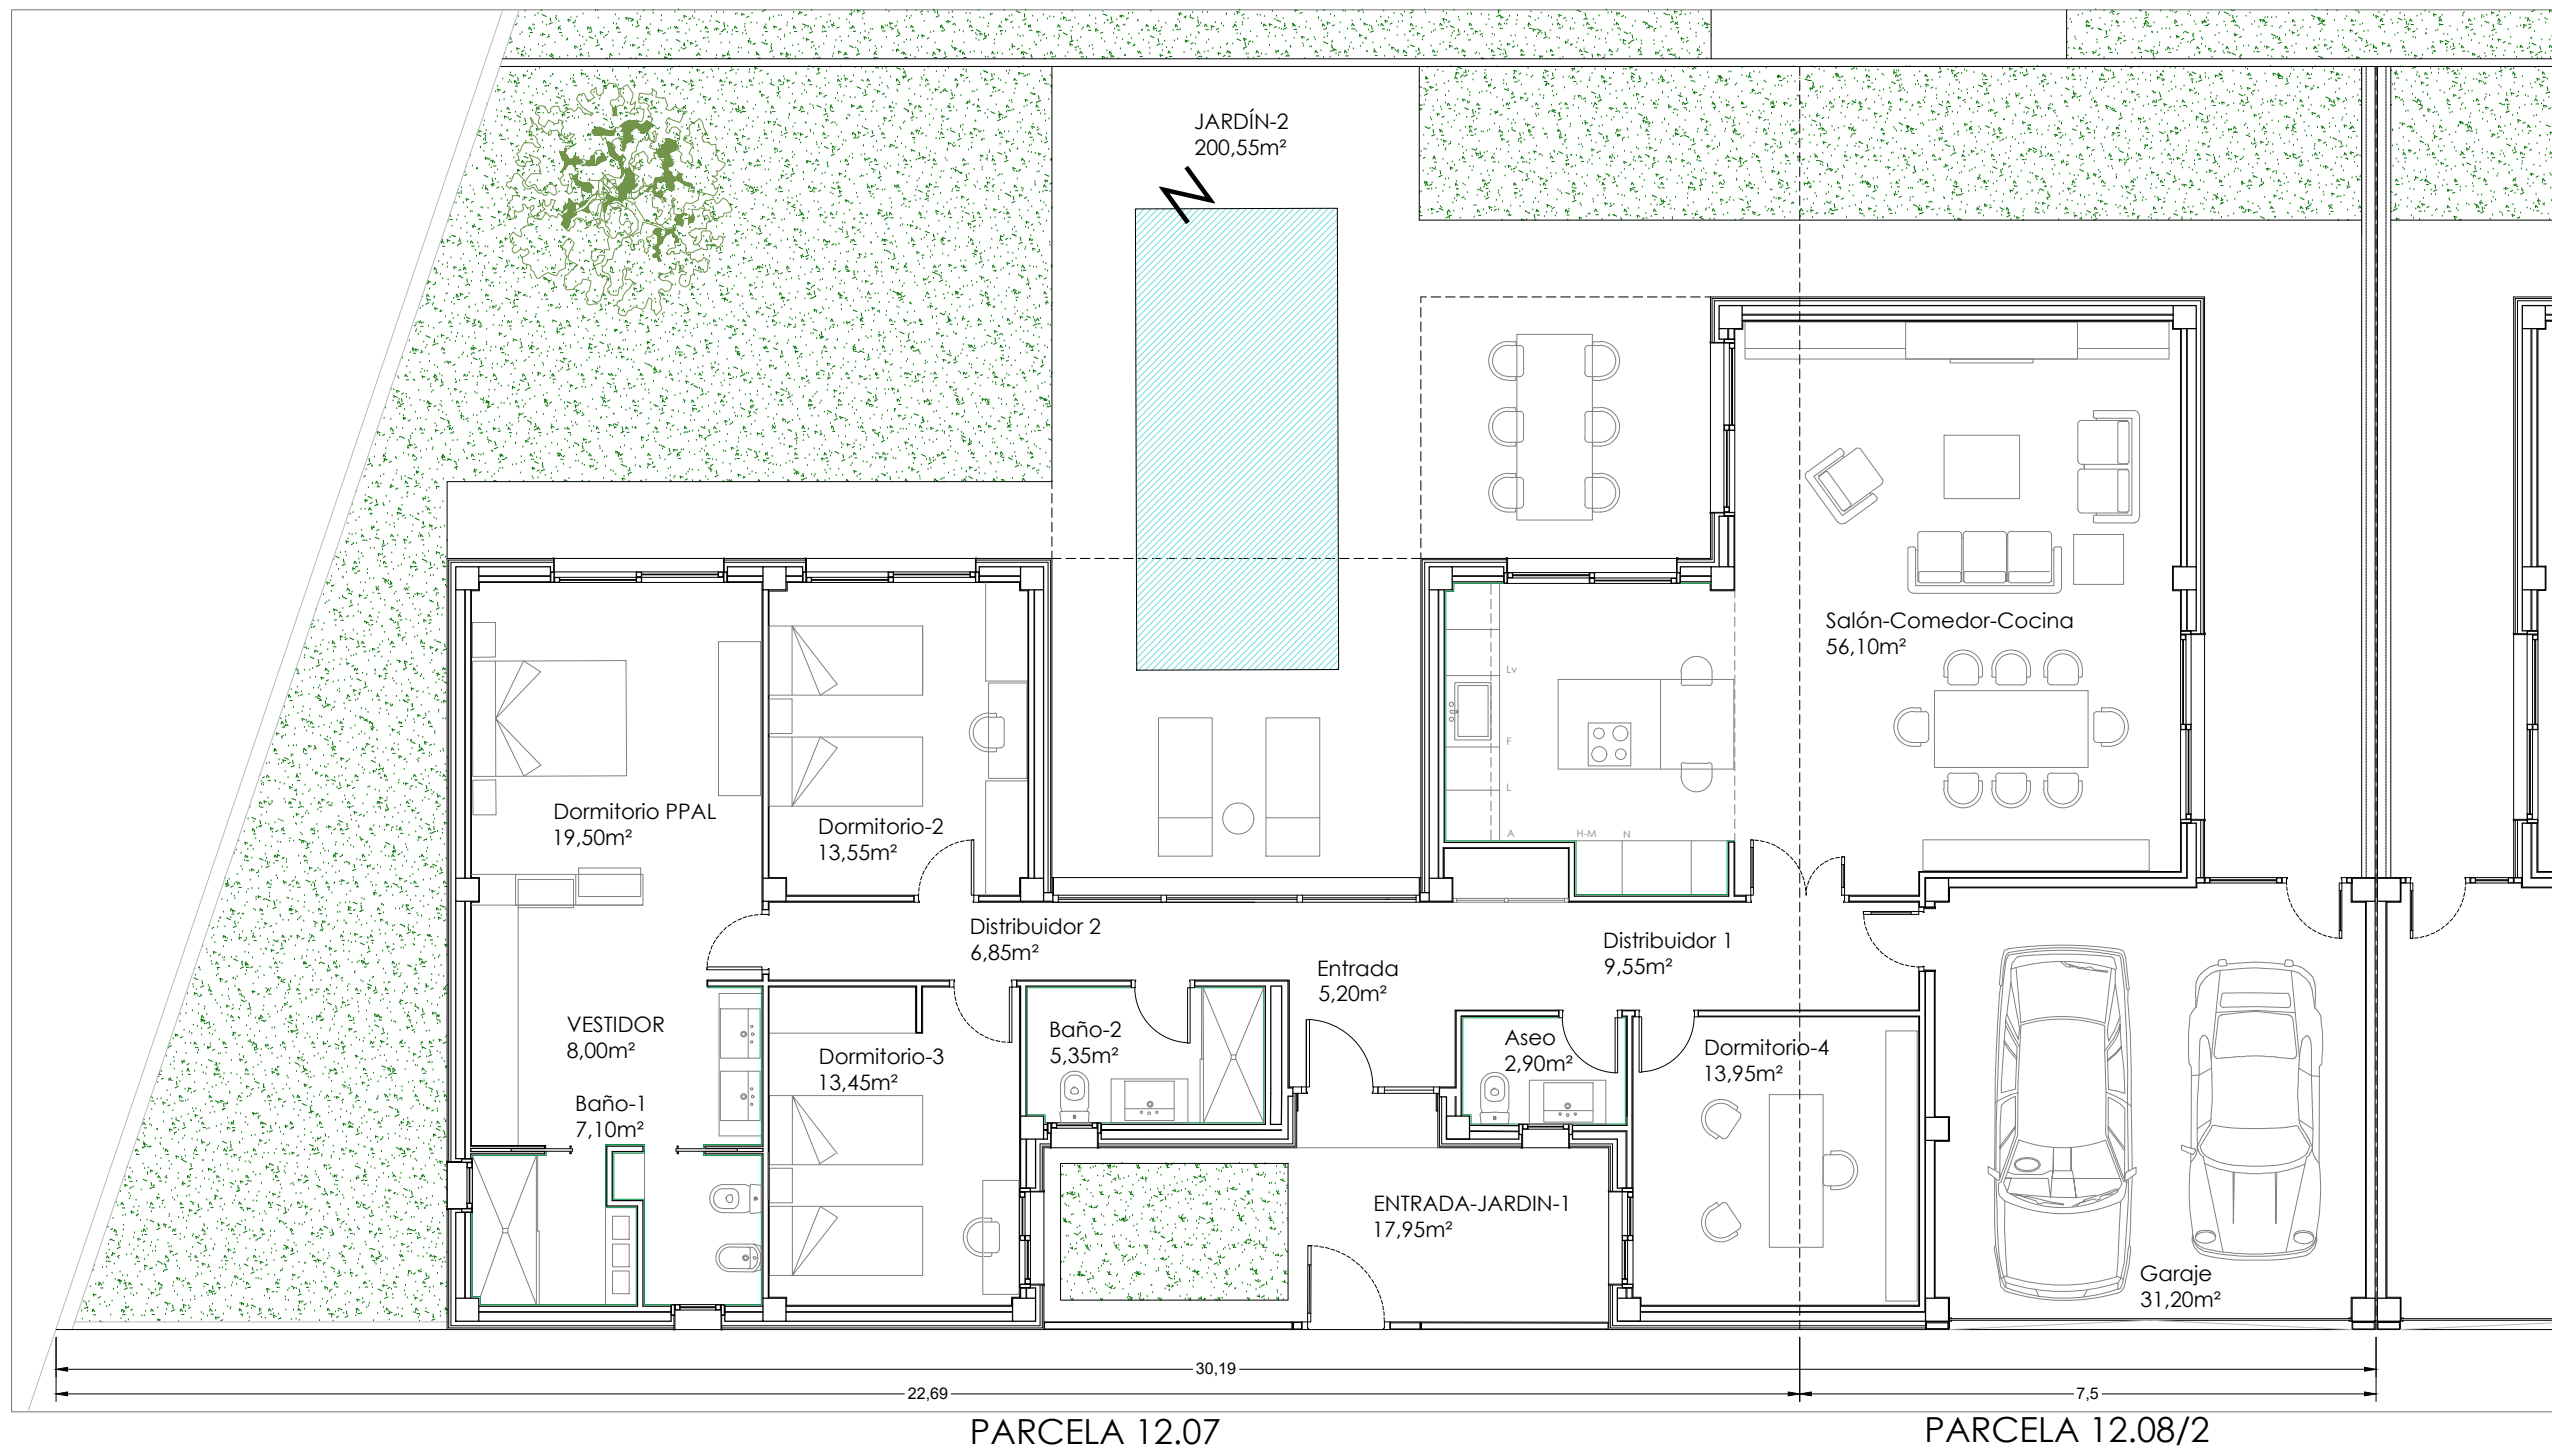 JARDÍN-2
200,55m²
N
Salón-Comedor-Cocina
56,10m²
Lv
F
L
A
H-M
N
Dormitorio PPAL
19,50m²
Dormitorio-2
13,55m²
Distribuidor 2
6,85m²
Distribuidor 1
9,55m²
Entrada
5,20m²
VESTIDOR
8,00m²
Baño-2
5,35m²
Aseo
2,90m²
Dormitorio-4
13,95m²
Dormitorio-3
13,45m²
Baño-1
7,10m²
ENTRADA-JARDIN-1
17,95m²
Garaje
31,20m²
30,19
22,69
7,5
PARCELA 12.07
PARCELA 12.08/2